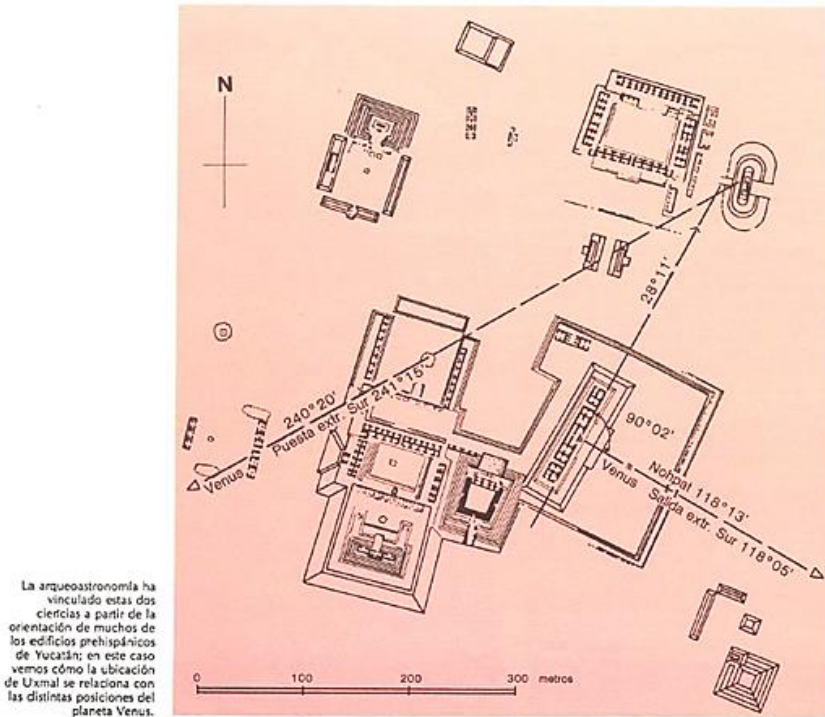 N
28°11'
240°20'
Puesta extr. Sur 241°15'
Venus
90°02'
Nohpat 118°13'
Venus
Salida extr. Sur 118°05'
0 100 200 300 metros
La arqueoastronomía ha
vinculado estas dos
ciencias a partir de la
orientación de muchos de
los edificios prehispánicos
de Yucatán; en este caso
vemos cómo la ubicación
de Uxmal se relaciona con
las distintas posiciones del
planeta Venus.